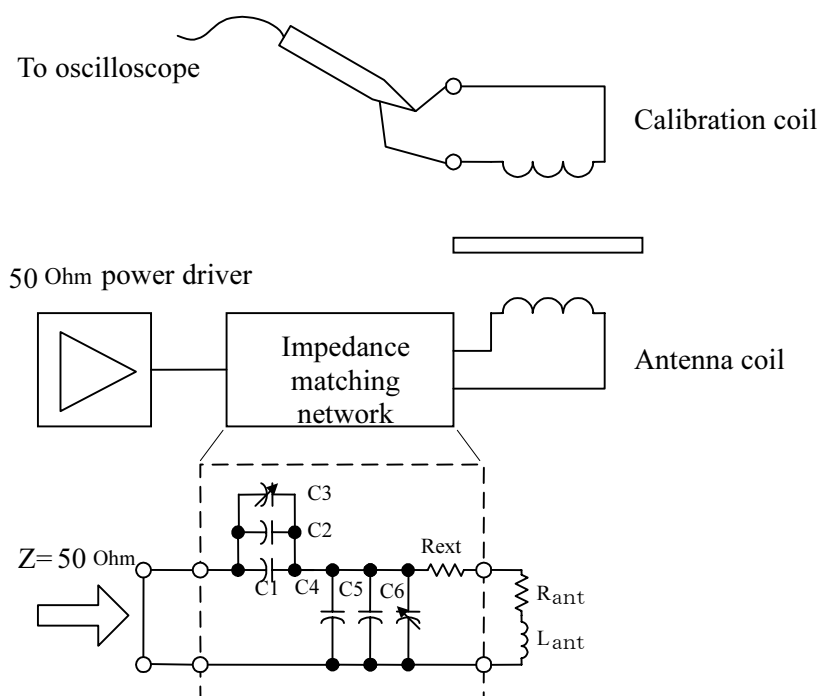 To oscilloscope
Calibration coil
50 Ohm power driver
Impedance
matching
network
Antenna coil
C3
C2
Z= 50 Ohm
C1 C4 C5 C6
Rext
Rant
Lant